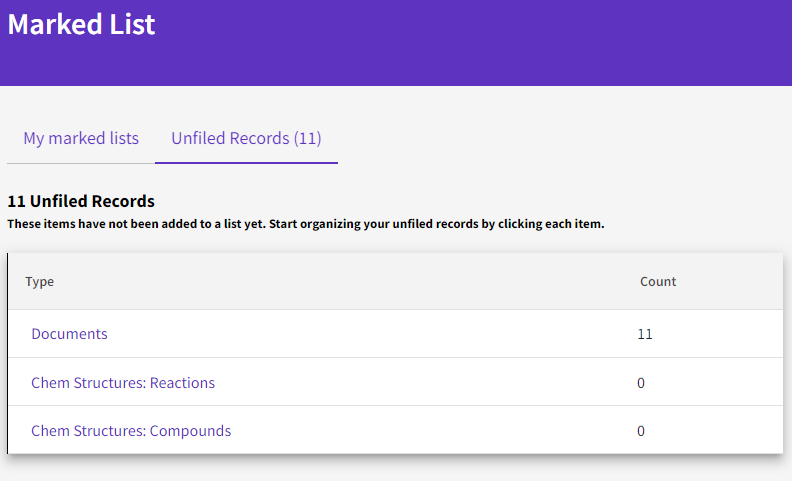 Marked List
My marked lists
Unfiled Records (11)
11 Unfiled Records
These items have not been added to a list yet. Start organizing your unfiled records by clicking each item.
Type Count
Documents 11
Chem Structures: Reactions 0
Chem Structures: Compounds 0